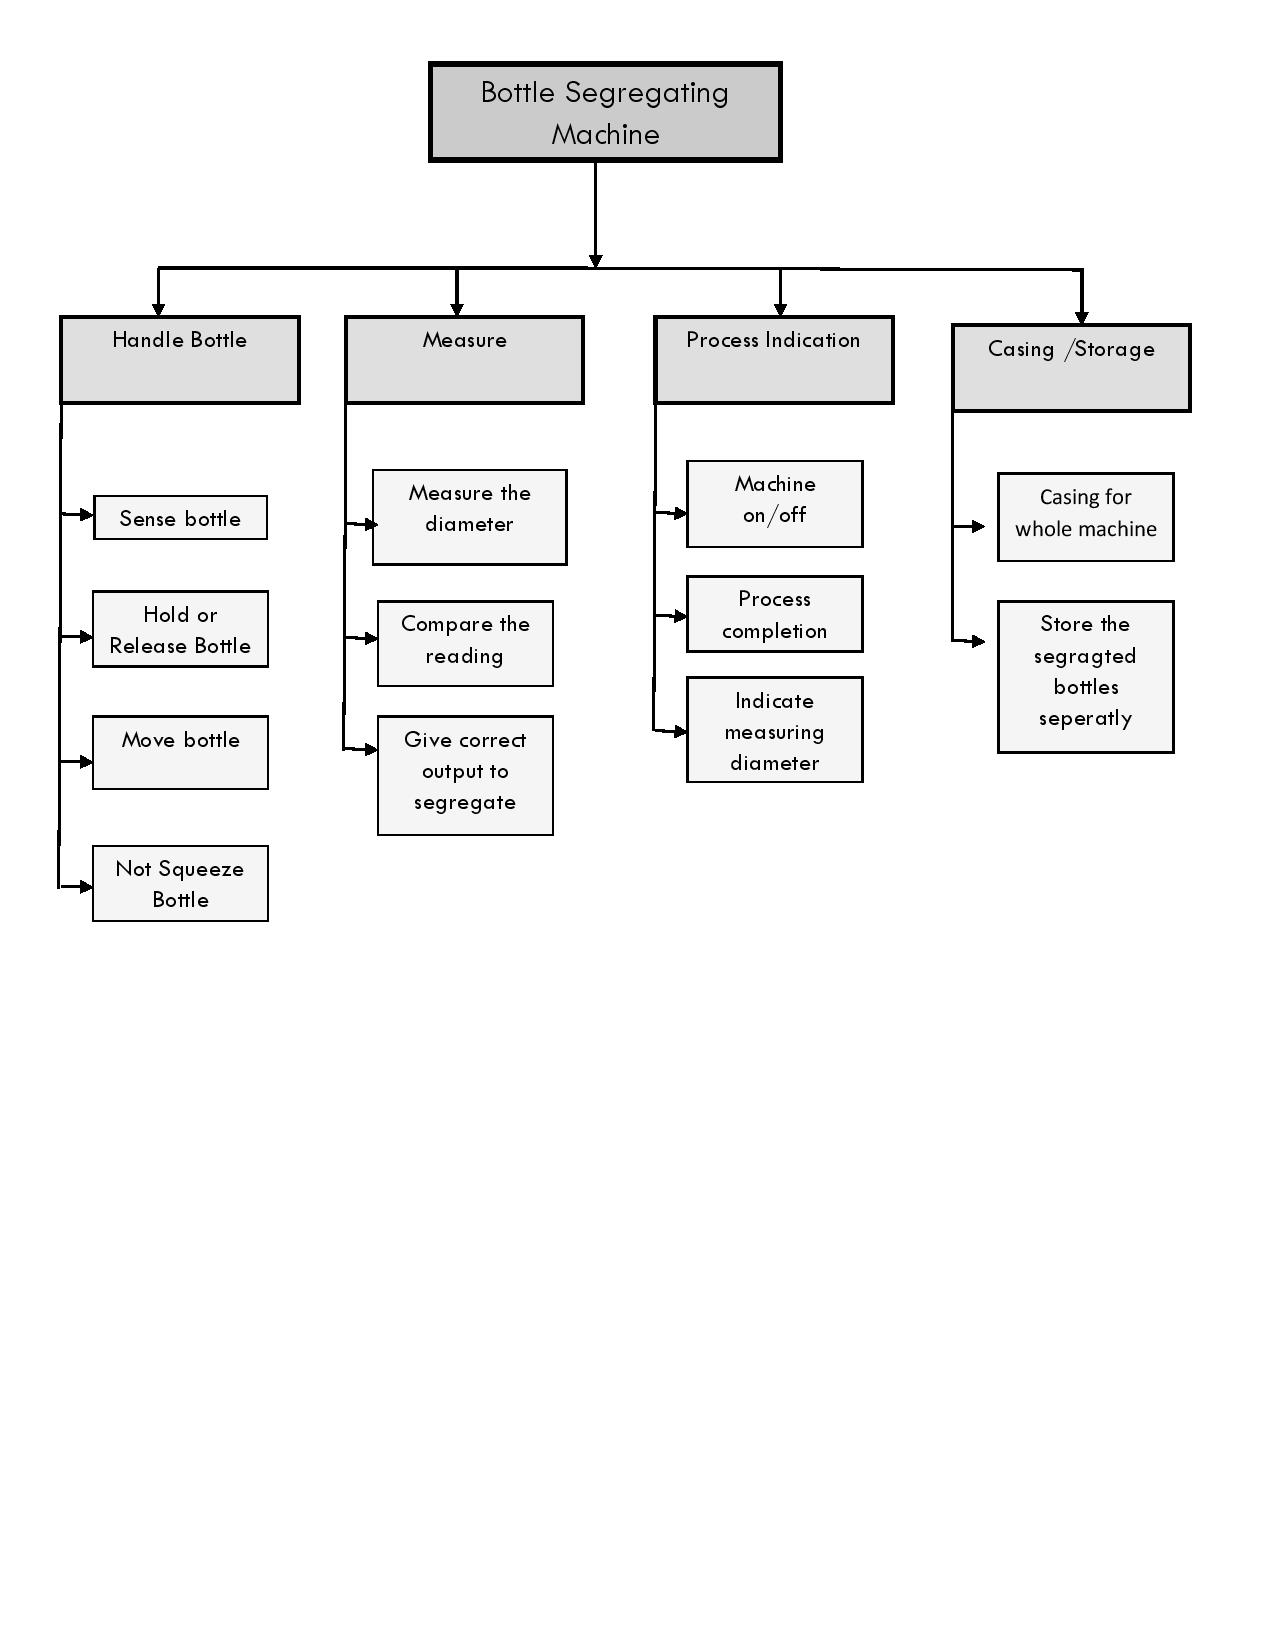 Bottle Segregating
Machine
Handle Bottle
Measure
Process Indication
Casing /Storage
Sense bottle
Hold or
Release Bottle
Move bottle
Not Squeeze
Bottle
Measure the
diameter
Compare the
reading
Give correct
output to
segregate
Machine
on/off
Process
completion
Indicate
measuring
diameter
Casing for
whole machine
Store the
segragted
bottles
seperatly